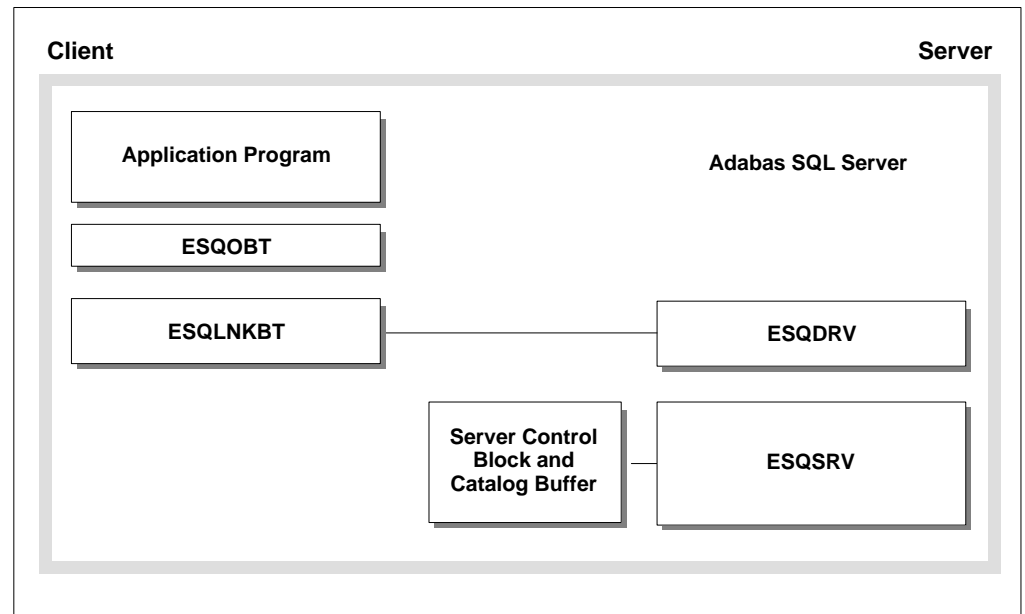 Client
Server
Application Program
Adabas SQL Server
ESQOBT
ESQLNKBT
ESQDRV
Server Control
Block and
Catalog Buffer
ESQSRV